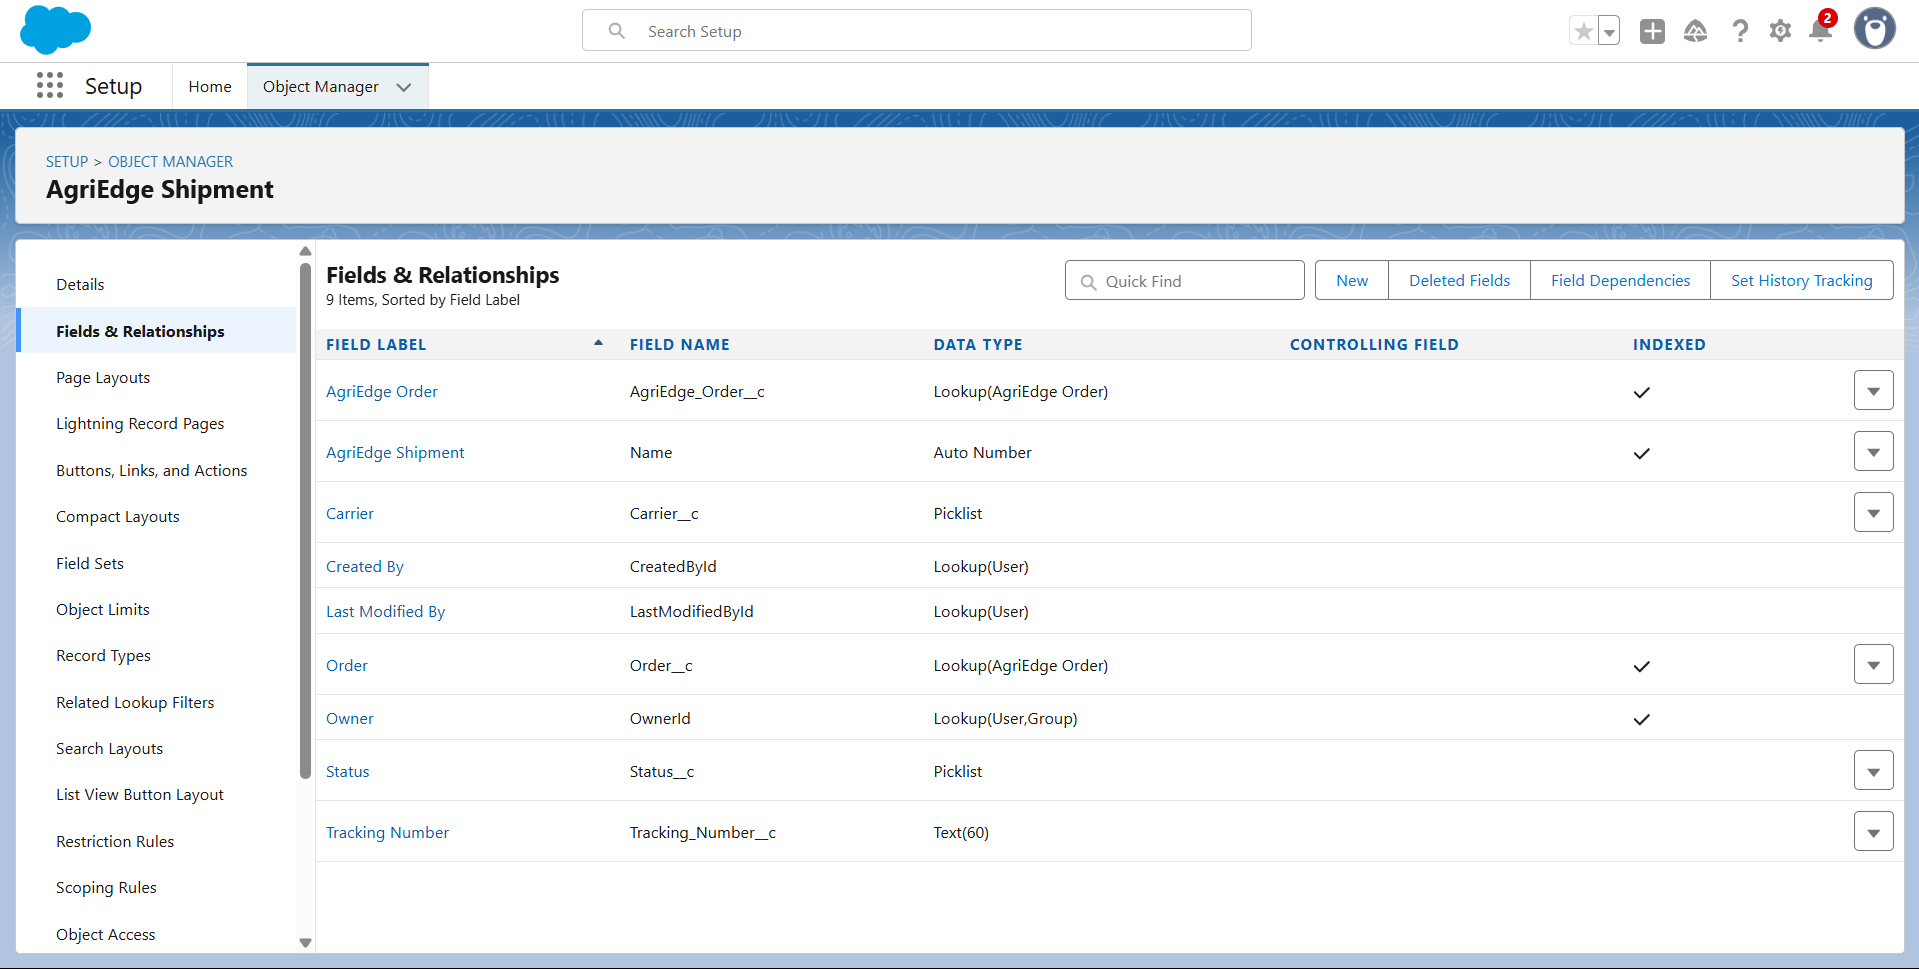 Search Setup
2
Setup
Home
Object Manager
SETUP > OBJECT MANAGER
AgriEdge Shipment
Details
Fields & Relationships
Page Layouts
Lightning Record Pages
Buttons, Links, and Actions
Compact Layouts
Field Sets
Object Limits
Record Types
Related Lookup Filters
Search Layouts
List View Button Layout
Restriction Rules
Scoping Rules
Object Access
Fields & Relationships
9 Items, Sorted by Field Label
Quick Find
New
Deleted Fields
Field Dependencies
Set History Tracking
FIELD LABEL FIELD NAME DATA TYPE CONTROLLING FIELD INDEXED
AgriEdge Order AgriEdge_Order__c Lookup(AgriEdge Order)
AgriEdge Shipment Name Auto Number
Carrier Carrier__c Picklist
Created By CreatedById Lookup(User)
Last Modified By LastModifiedById Lookup(User)
Order Order__c Lookup(AgriEdge Order)
Owner OwnerId Lookup(User,Group)
Status Status__c Picklist
Tracking Number Tracking_Number__c Text(60)